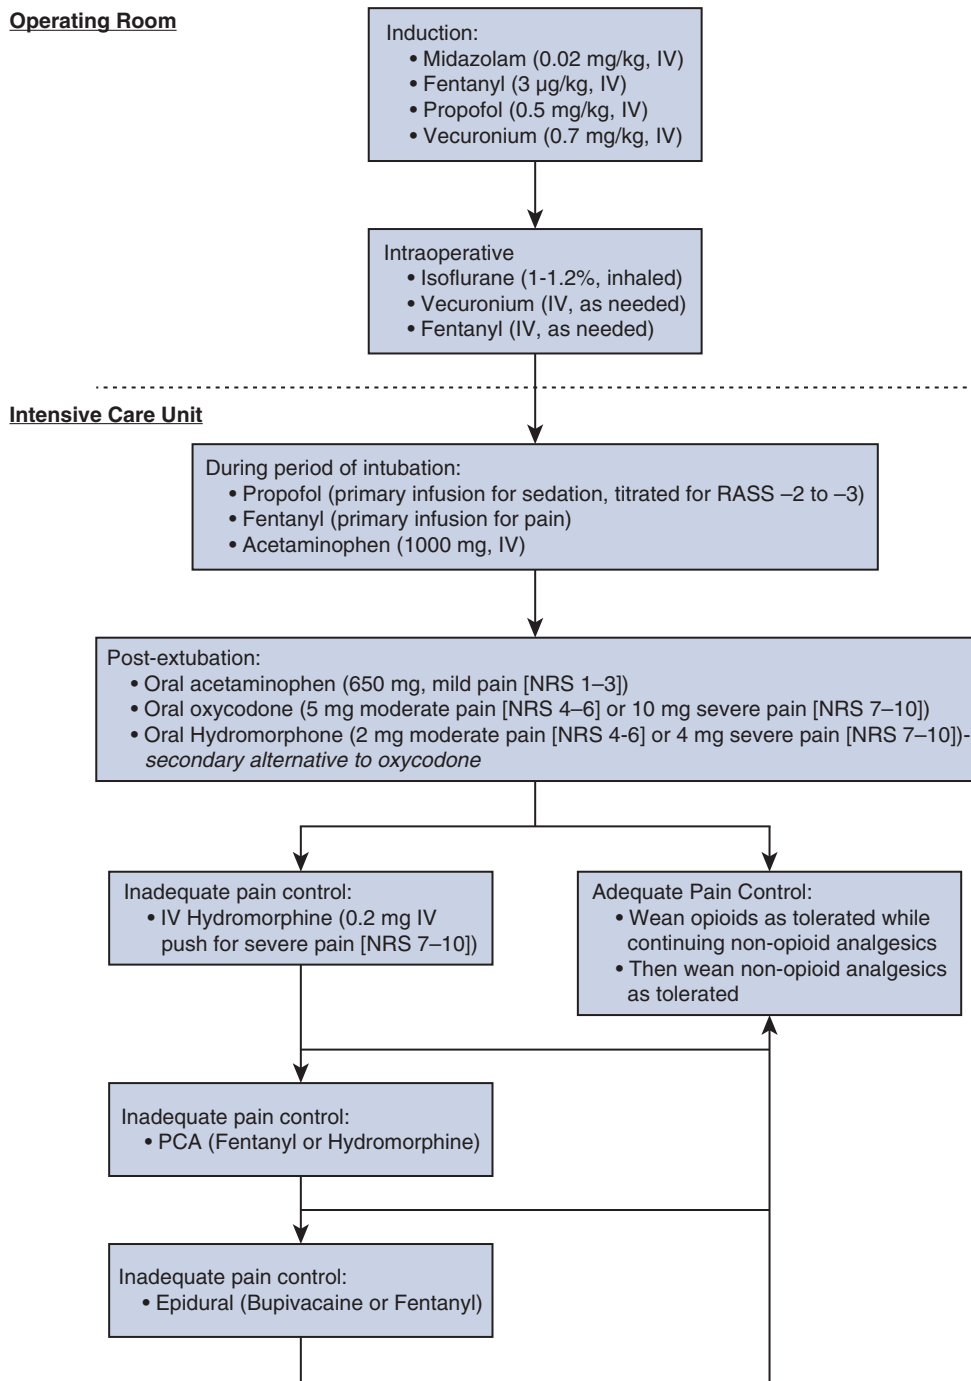 Operating Room
Induction:
• Midazolam (0.02 mg/kg, IV)
• Fentanyl (3 µg/kg, IV)
• Propofol (0.5 mg/kg, IV)
• Vecuronium (0.7 mg/kg, IV)
Intraoperative
• Isoflurane (1-1.2%, inhaled)
• Vecuronium (IV, as needed)
• Fentanyl (IV, as needed)
Intensive Care Unit
During period of intubation:
• Propofol (primary infusion for sedation, titrated for RASS –2 to –3)
• Fentanyl (primary infusion for pain)
• Acetaminophen (1000 mg, IV)
Post-extubation:
• Oral acetaminophen (650 mg, mild pain [NRS 1–3])
• Oral oxycodone (5 mg moderate pain [NRS 4–6] or 10 mg severe pain [NRS 7–10])
• Oral Hydromorphone (2 mg moderate pain [NRS 4-6] or 4 mg severe pain [NRS 7–10])-
secondary alternative to oxycodone
Inadequate pain control:
• IV Hydromorphine (0.2 mg IV
push for severe pain [NRS 7–10])
Adequate Pain Control:
• Wean opioids as tolerated while
continuing non-opioid analgesics
• Then wean non-opioid analgesics
as tolerated
Inadequate pain control:
• PCA (Fentanyl or Hydromorphine)
Inadequate pain control:
• Epidural (Bupivacaine or Fentanyl)